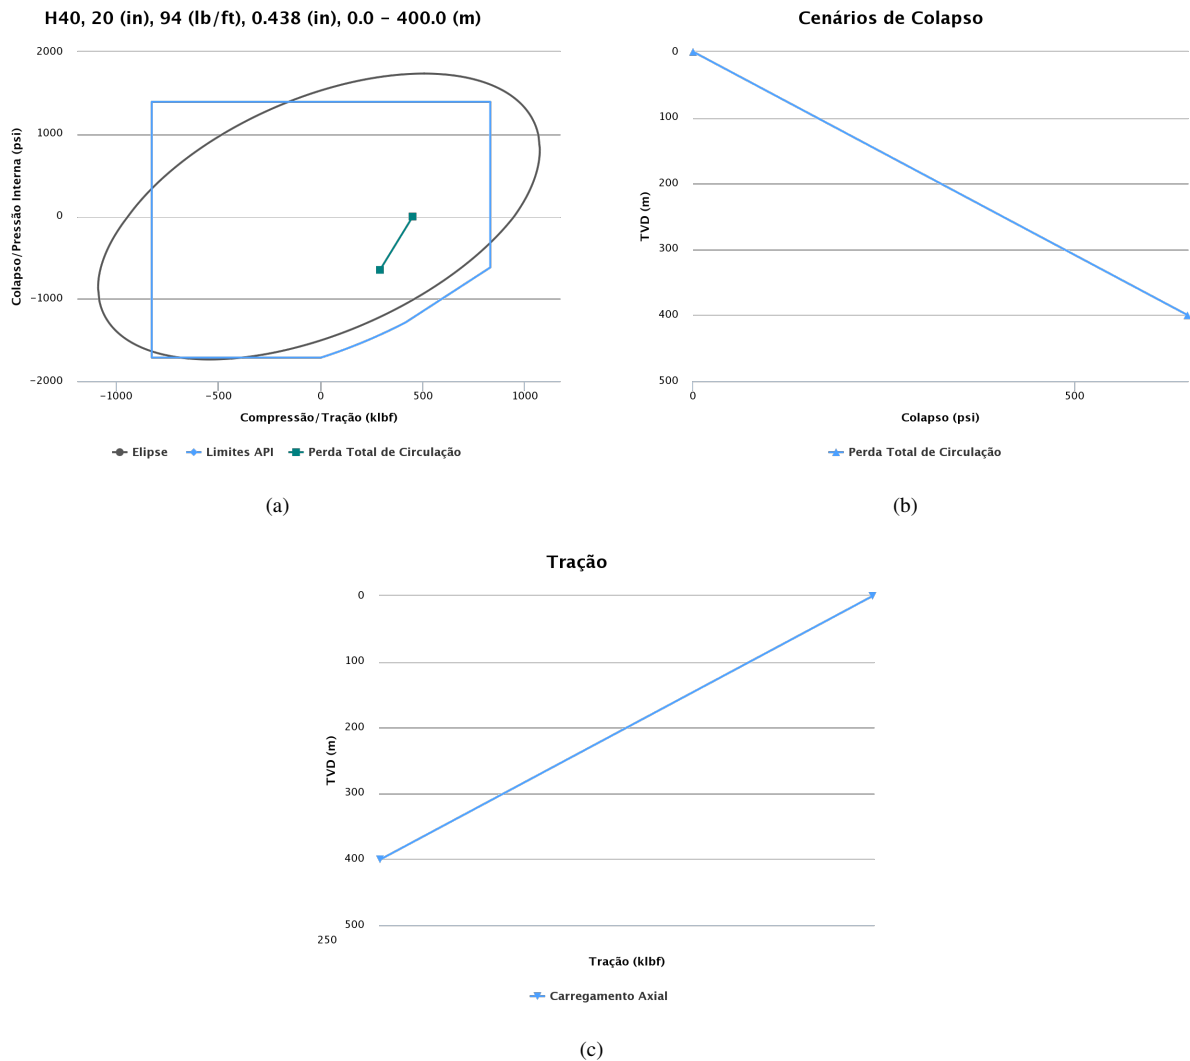 H40, 20 (in), 94 (lb/ft), 0.438 (in), 0.0 - 400.0 (m)
2000
1000
0
-1000
-2000
Colapso/Pressão Interna (psi)
-1000
-500
0
500
1000
Compressão/Tração (klbf)
Elipse
Limites API
Perda Total de Circulação
(a)
Cenários de Colapso
0
100
200
300
400
500
TVD (m)
0
500
Colapso (psi)
Perda Total de Circulação
(b)
Tração
0
100
200
300
400
500
TVD (m)
250
Tração (klbf)
Carregamento Axial
(c)